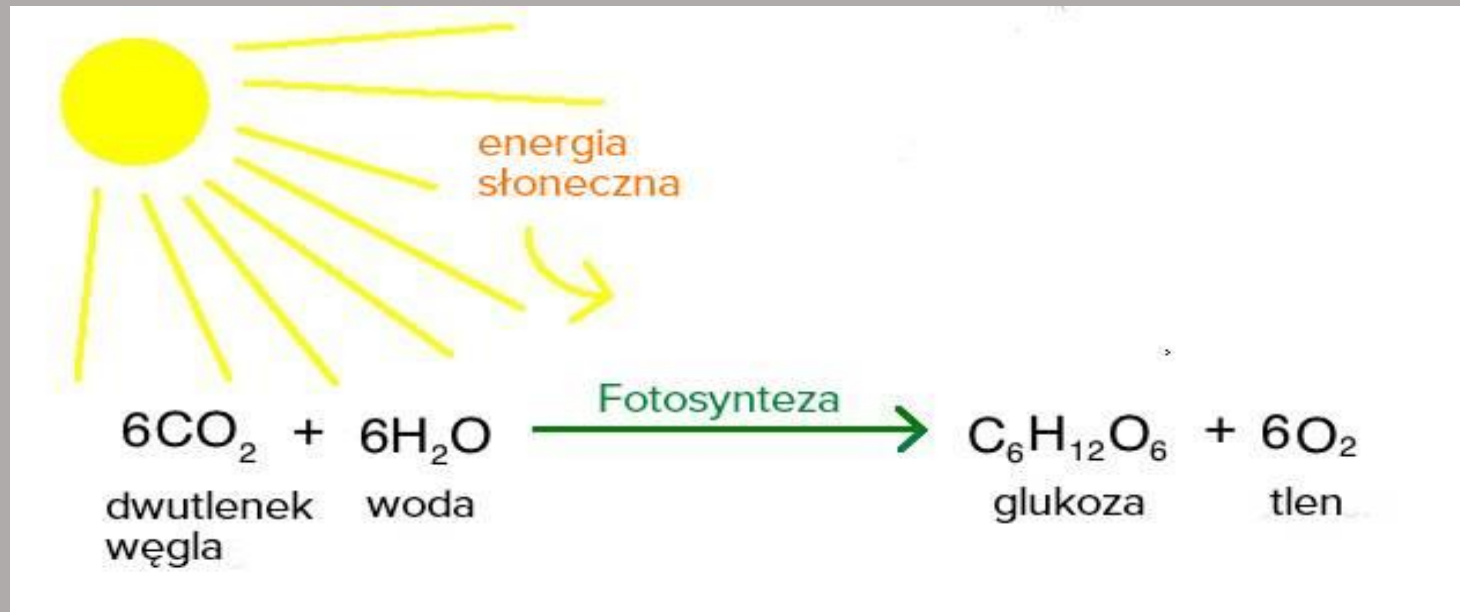 energia
słoneczna
Fotosynteza
6CO₂ + 6H₂O → C₆H₁₂O₆ + 6O₂
dwutlenek węgla woda glukoza tlen